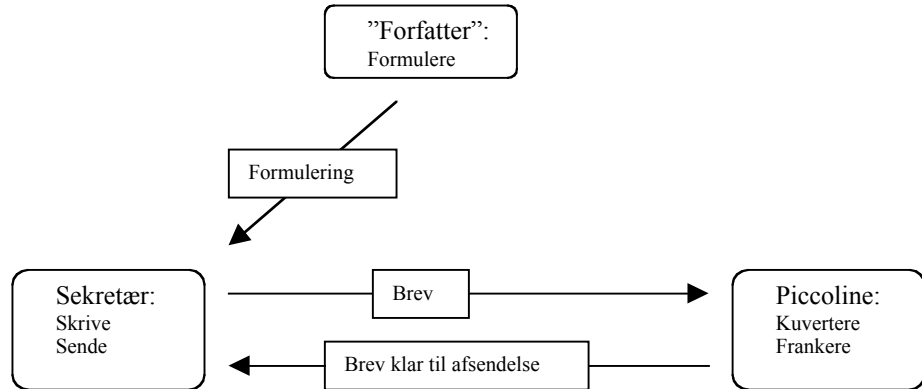 ”Forfatter”:
Formulere
Formulering
Sekretær:
Skrive
Sende
Brev
Piccoline:
Kuvertere
Frankere
Brev klar til afsendelse